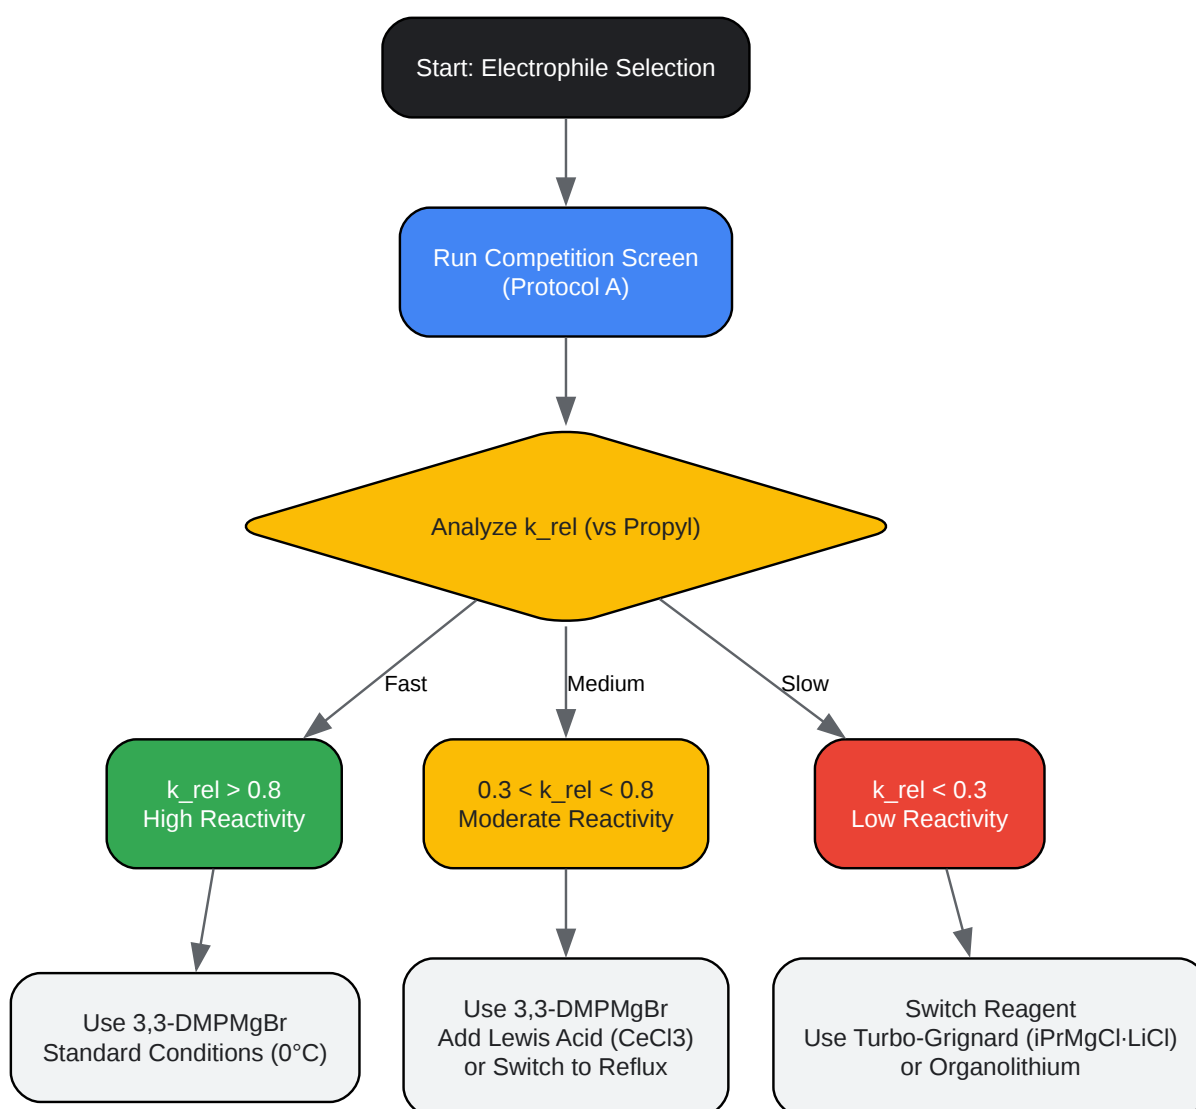 Start: Electrophile Selection
Run Competition Screen
(Protocol A)
Analyze k_rel (vs Propyl)
Fast
Medium
Slow
k_rel > 0.8
High Reactivity
0.3 < k_rel < 0.8
Moderate Reactivity
k_rel < 0.3
Low Reactivity
Use 3,3-DMPMgBr
Standard Conditions (0°C)
Use 3,3-DMPMgBr
Add Lewis Acid (CeCl3)
or Switch to Reflux
Switch Reagent
Use Turbo-Grignard (iPrMgCl·LiCl)
or Organolithium